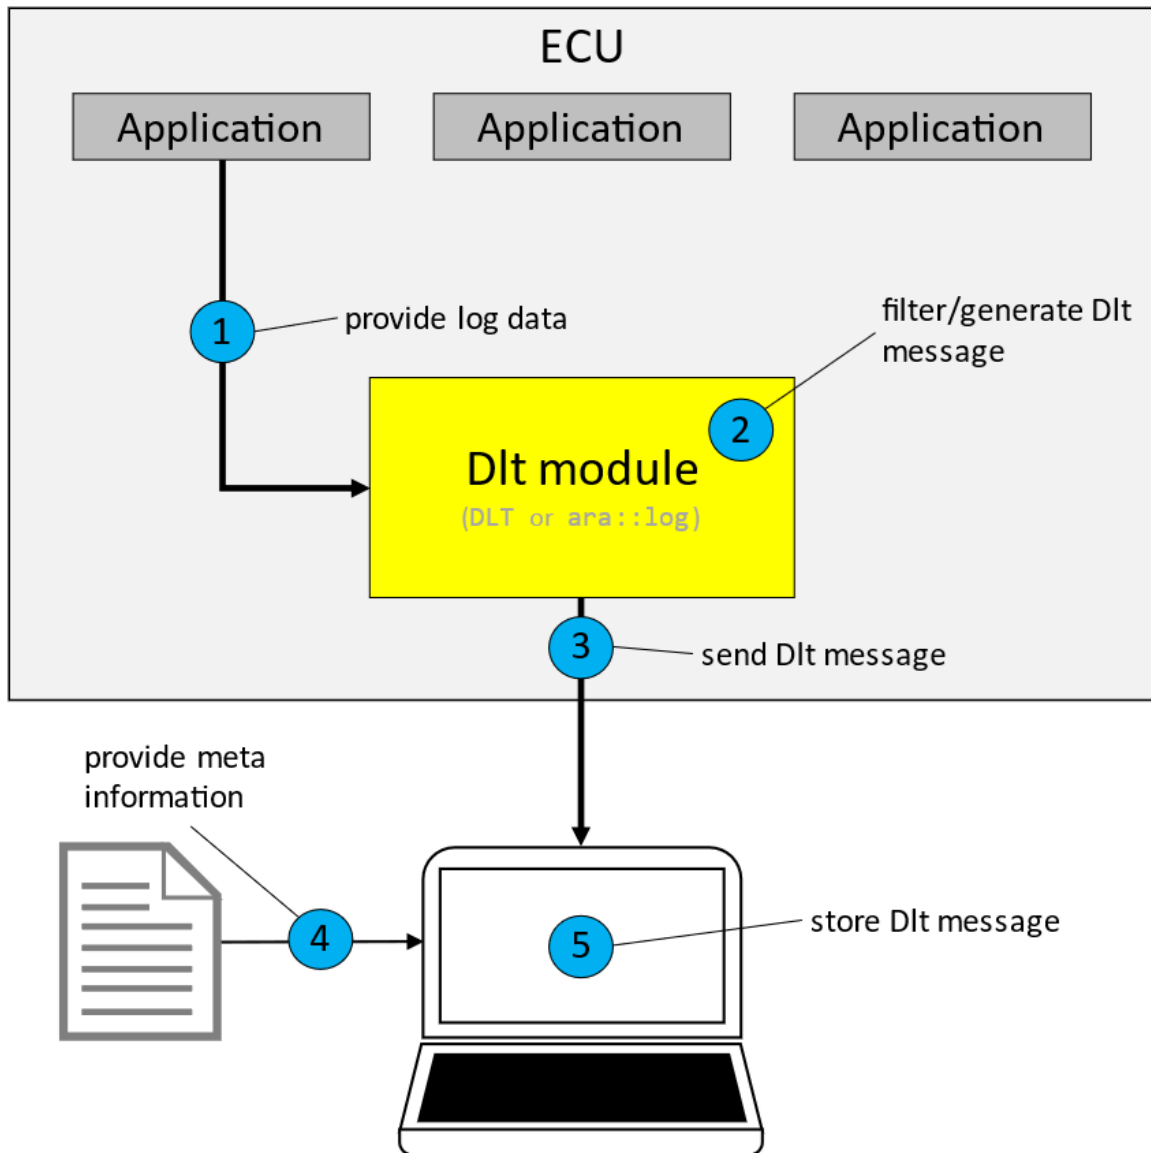 ECU
Application
Application
Application
1
provide log data
filter/generate Dlt
message
2
Dlt module
(DLT or ara::log)
3
send Dlt message
provide meta
information
4
5
store Dlt message